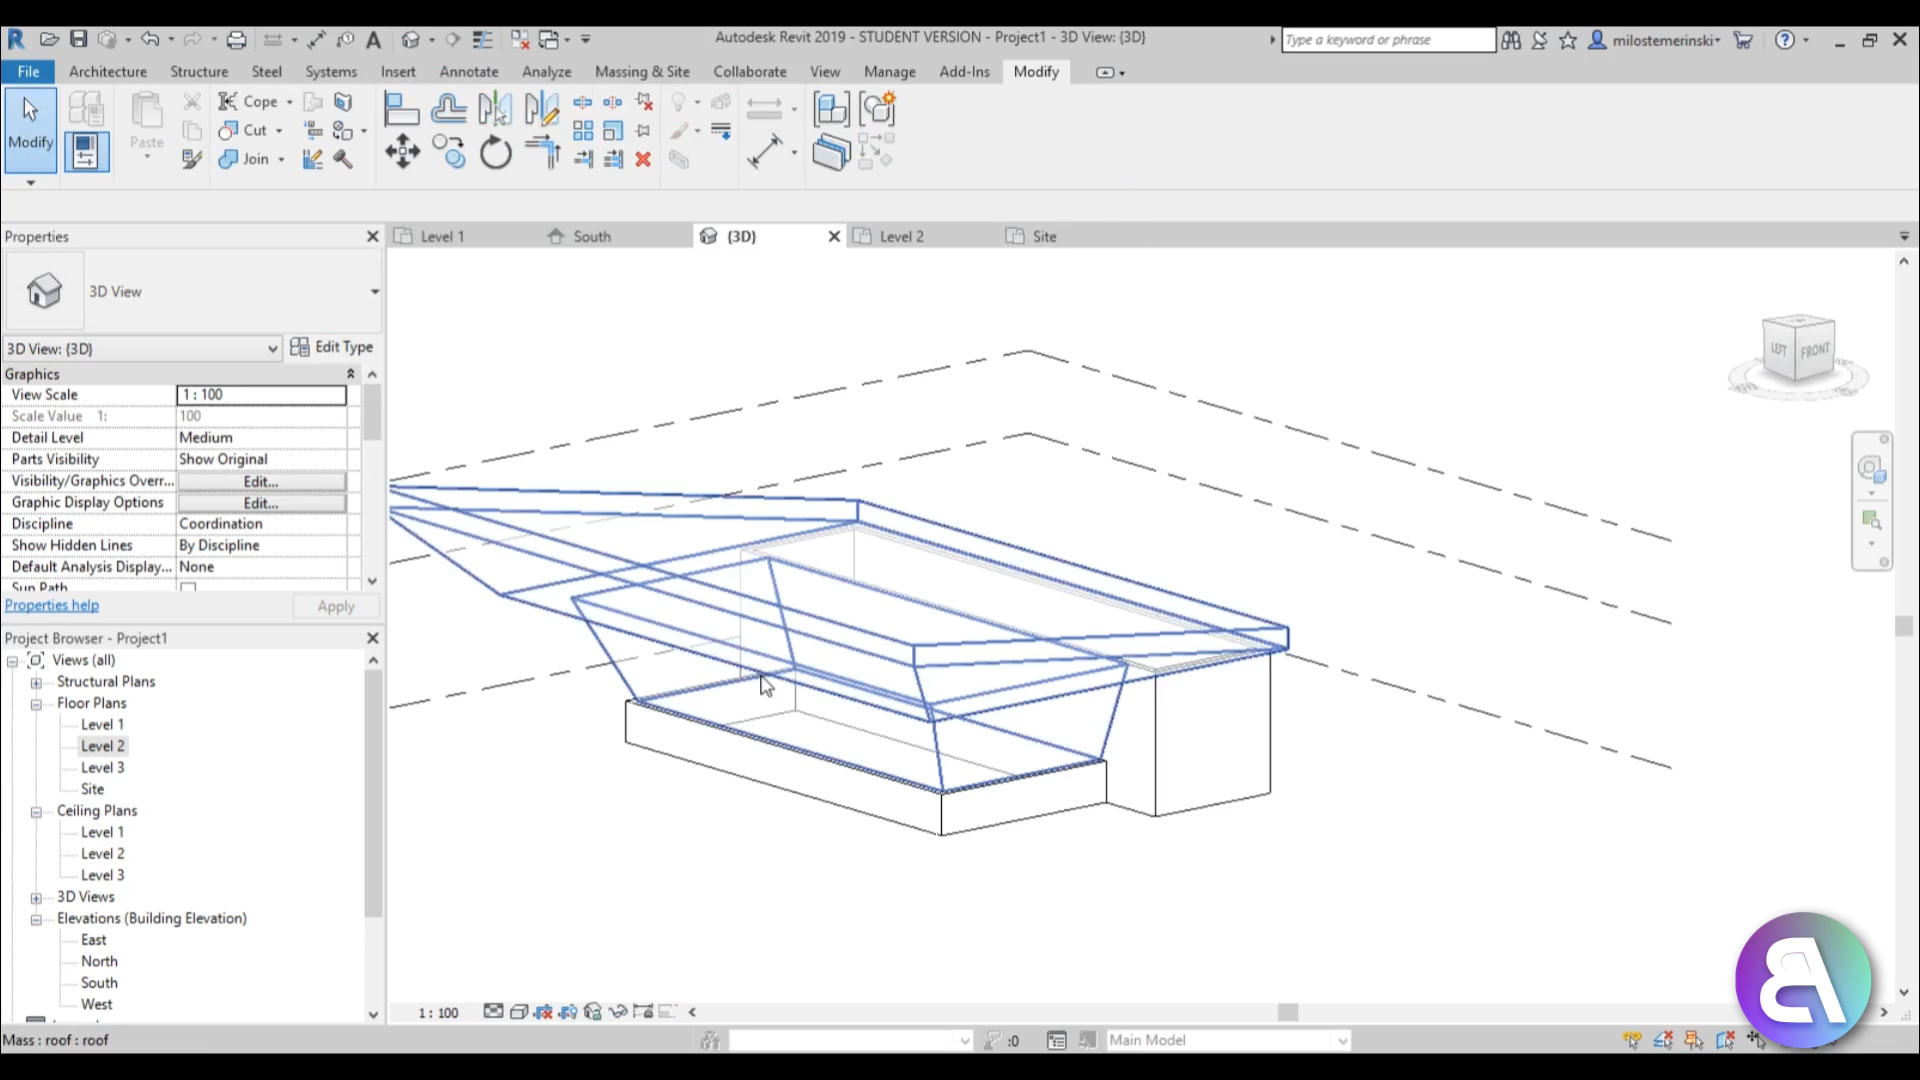 Autodesk Revit 2019 - STUDENT VERSION - Project1 - 3D View: {3D}
Type a keyword or phrase
milostemerinski
File Architecture Structure Steel Systems Insert Annotate Analyze Massing & Site Collaborate View Manage Add-Ins Modify
Modify
Paste
Cope
Cut
Join
Properties
Level 1
South
{3D}
Level 2
Site
3D View
3D View: {3D}
Edit Type
Graphics
View Scale 1 : 100
Scale Value 1: 100
Detail Level Medium
Parts Visibility Show Original
Visibility/Graphics Overr... Edit...
Graphic Display Options Edit...
Discipline Coordination
Show Hidden Lines By Discipline
Default Analysis Display... None
Sun Path
Properties help
Apply
LEFT
FRONT
Project Browser - Project1
Views (all)
Structural Plans
Floor Plans
Level 1
Level 2
Level 3
Site
Ceiling Plans
Level 1
Level 2
Level 3
3D Views
Elevations (Building Elevation)
East
North
South
West
1 : 100
Mass : roof : roof
:0
Main Model